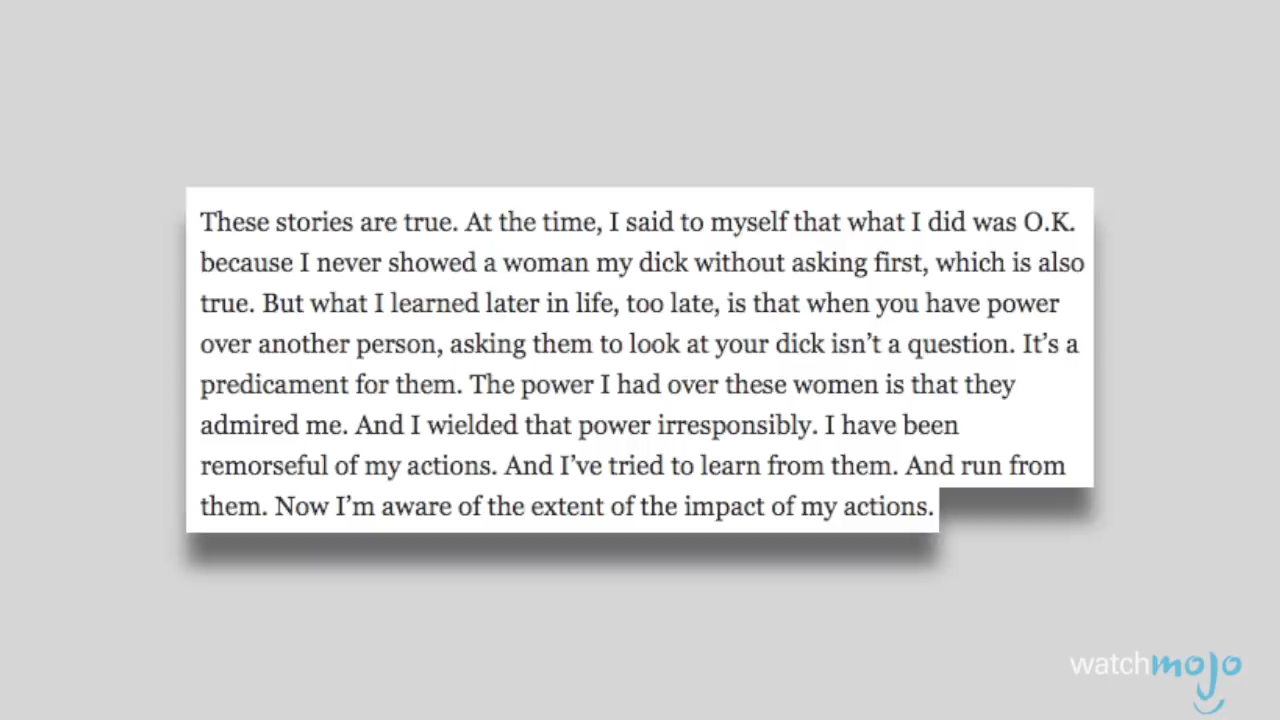 These stories are true. At the time, I said to myself that what I did was O.K.
because I never showed a woman my dick without asking first, which is also
true. But what I learned later in life, too late, is that when you have power
over another person, asking them to look at your dick isn’t a question. It’s a
predicament for them. The power I had over these women is that they
admired me. And I wielded that power irresponsibly. I have been
remorseful of my actions. And I’ve tried to learn from them. And run from
them. Now I’m aware of the extent of the impact of my actions.
watchmojo